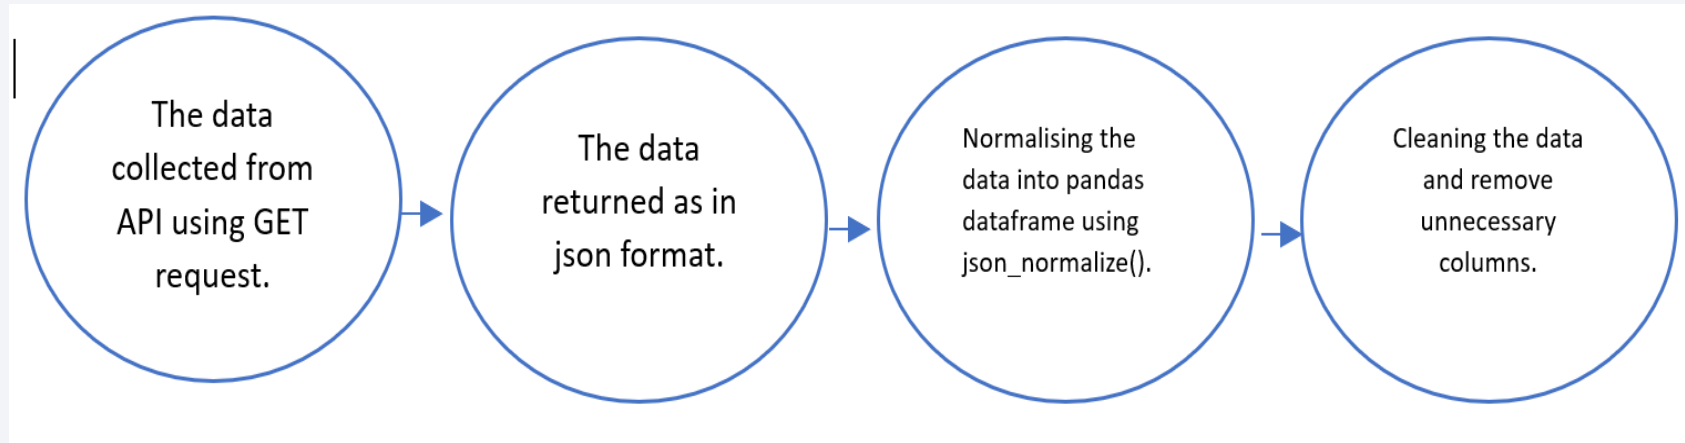 The data
collected from
API using GET
request.
The data
returned as in
json format.
Normalising the
data into pandas
dataframe using
json_normalize().
Cleaning the data
and remove
unnecessary
columns.